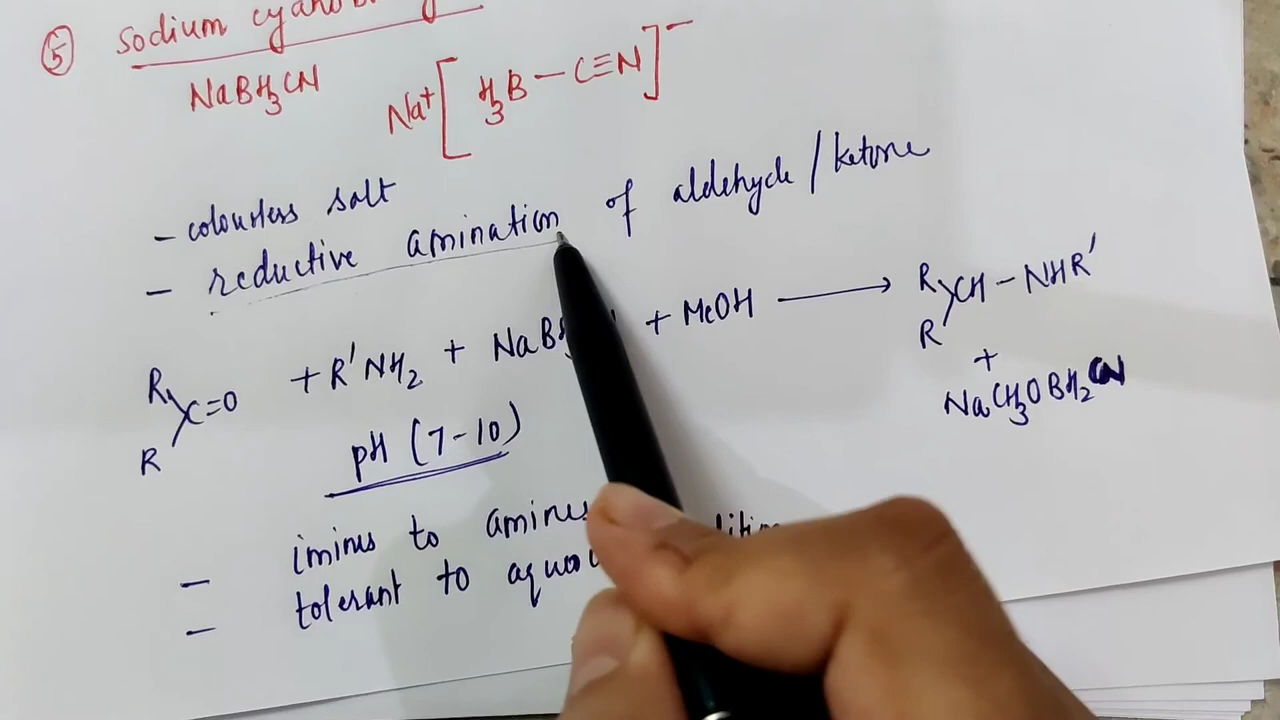 ⑤ Sodium
NaBH₃CN
Na⁺[H₃B—C≡N]⁻
- colourless salt
- reductive amination of aldehyde/ketone
R R C=O + R'NH₂ + NaB + MeOH ⟶ R R CH-NHR'
+
NaCH₃OBH₂CN
pH (7-10)
- imines to amines
- tolerant to